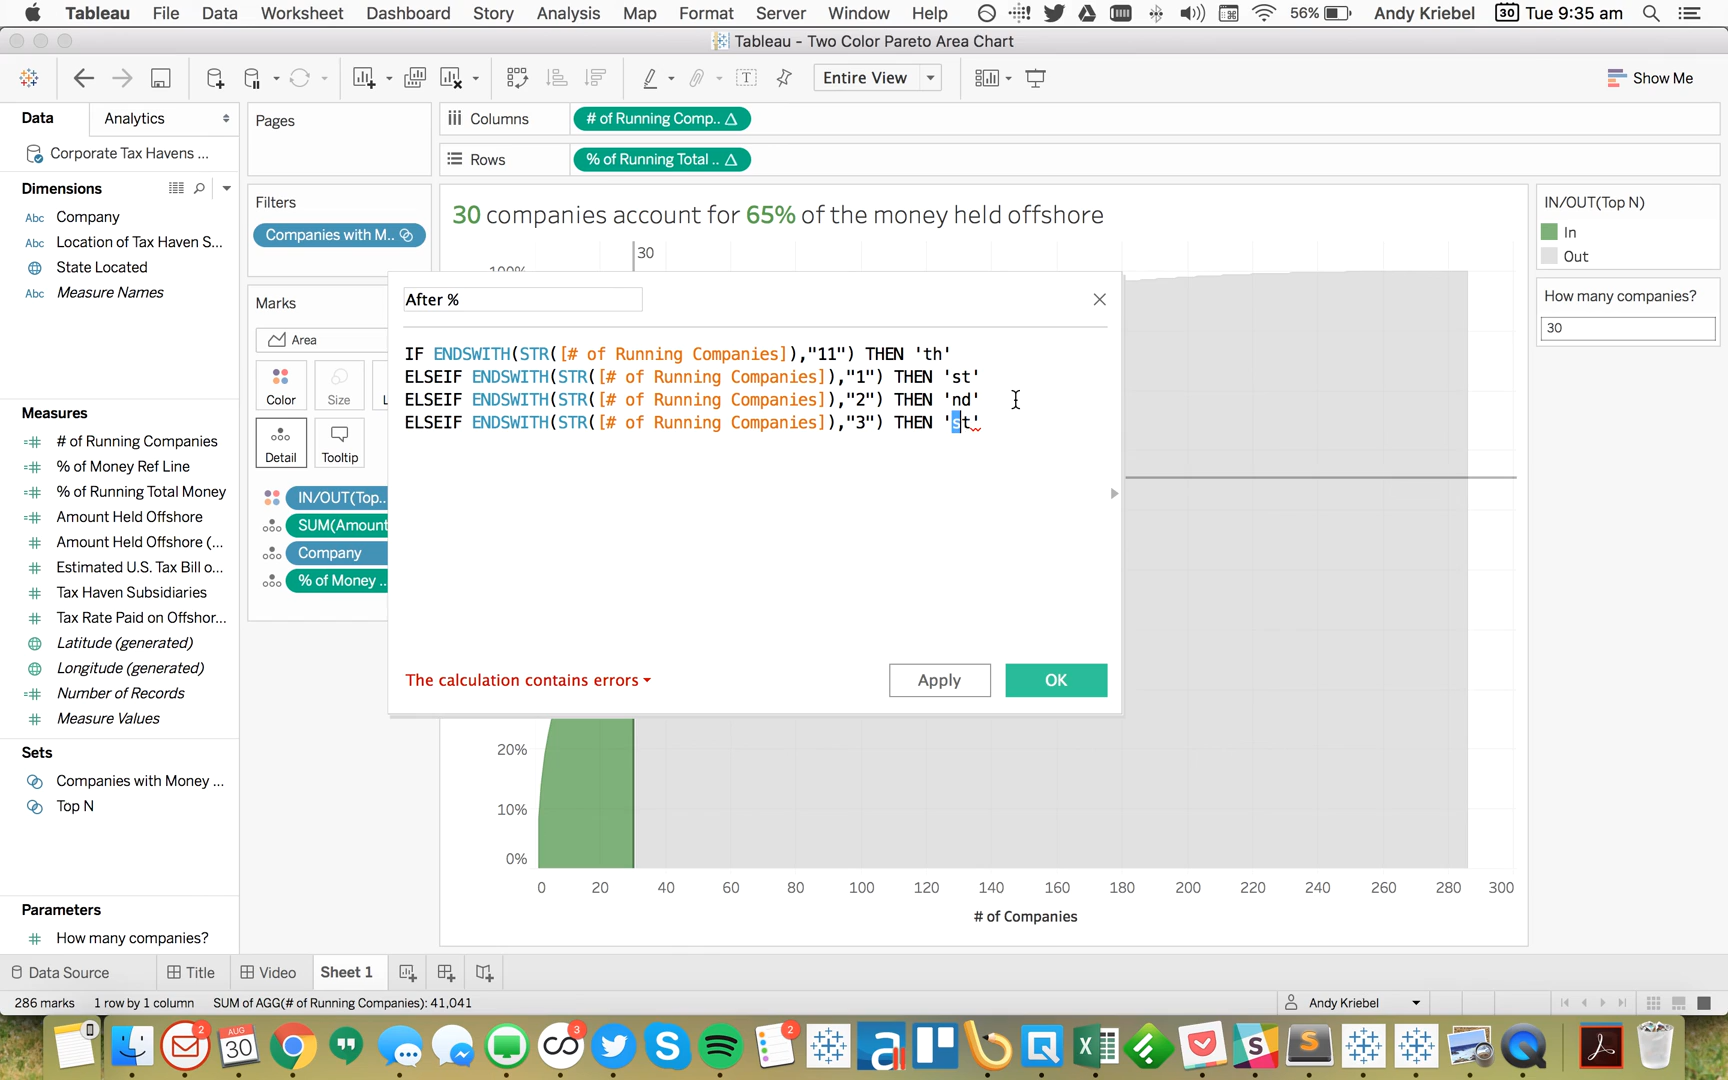 Tableau File Data Worksheet Dashboard Story Analysis Map Format Server Window Help 56% Andy Kriebel 30 Tue 9:35 am
Tableau - Two Color Pareto Area Chart
Entire View Show Me
Data Analytics
Corporate Tax Havens ...
Dimensions
Abc Company
Abc Location of Tax Haven S...
State Located
Abc Measure Names
Measures
# of Running Companies
% of Money Ref Line
% of Running Total Money
Amount Held Offshore
Amount Held Offshore (...
Estimated U.S. Tax Bill o...
Tax Haven Subsidiaries
Tax Rate Paid on Offshor...
Latitude (generated)
Longitude (generated)
Number of Records
Measure Values
Sets
Companies with Money ...
Top N
Parameters
How many companies?
Pages
Filters
Companies with M..
Marks
Area
Color Size L
Detail Tooltip
IN/OUT(Top..
SUM(Amount
Company
% of Money ..
Columns # of Running Comp.. △
Rows % of Running Total .. △
30 companies account for 65% of the money held offshore
30
100%
20%
10%
0%
0 20 40 60 80 100 120 140 160 180 200 220 240 260 280 300
# of Companies
After %
IF ENDSWITH(STR([# of Running Companies]),"11") THEN 'th'
ELSEIF ENDSWITH(STR([# of Running Companies]),"1") THEN 'st'
ELSEIF ENDSWITH(STR([# of Running Companies]),"2") THEN 'nd'
ELSEIF ENDSWITH(STR([# of Running Companies]),"3") THEN 'st'
The calculation contains errors
Apply OK
IN/OUT(Top N)
In
Out
How many companies?
30
Data Source Title Video Sheet 1
286 marks 1 row by 1 column SUM of AGG(# of Running Companies): 41,041 Andy Kriebel
2 AUG 30 3 2